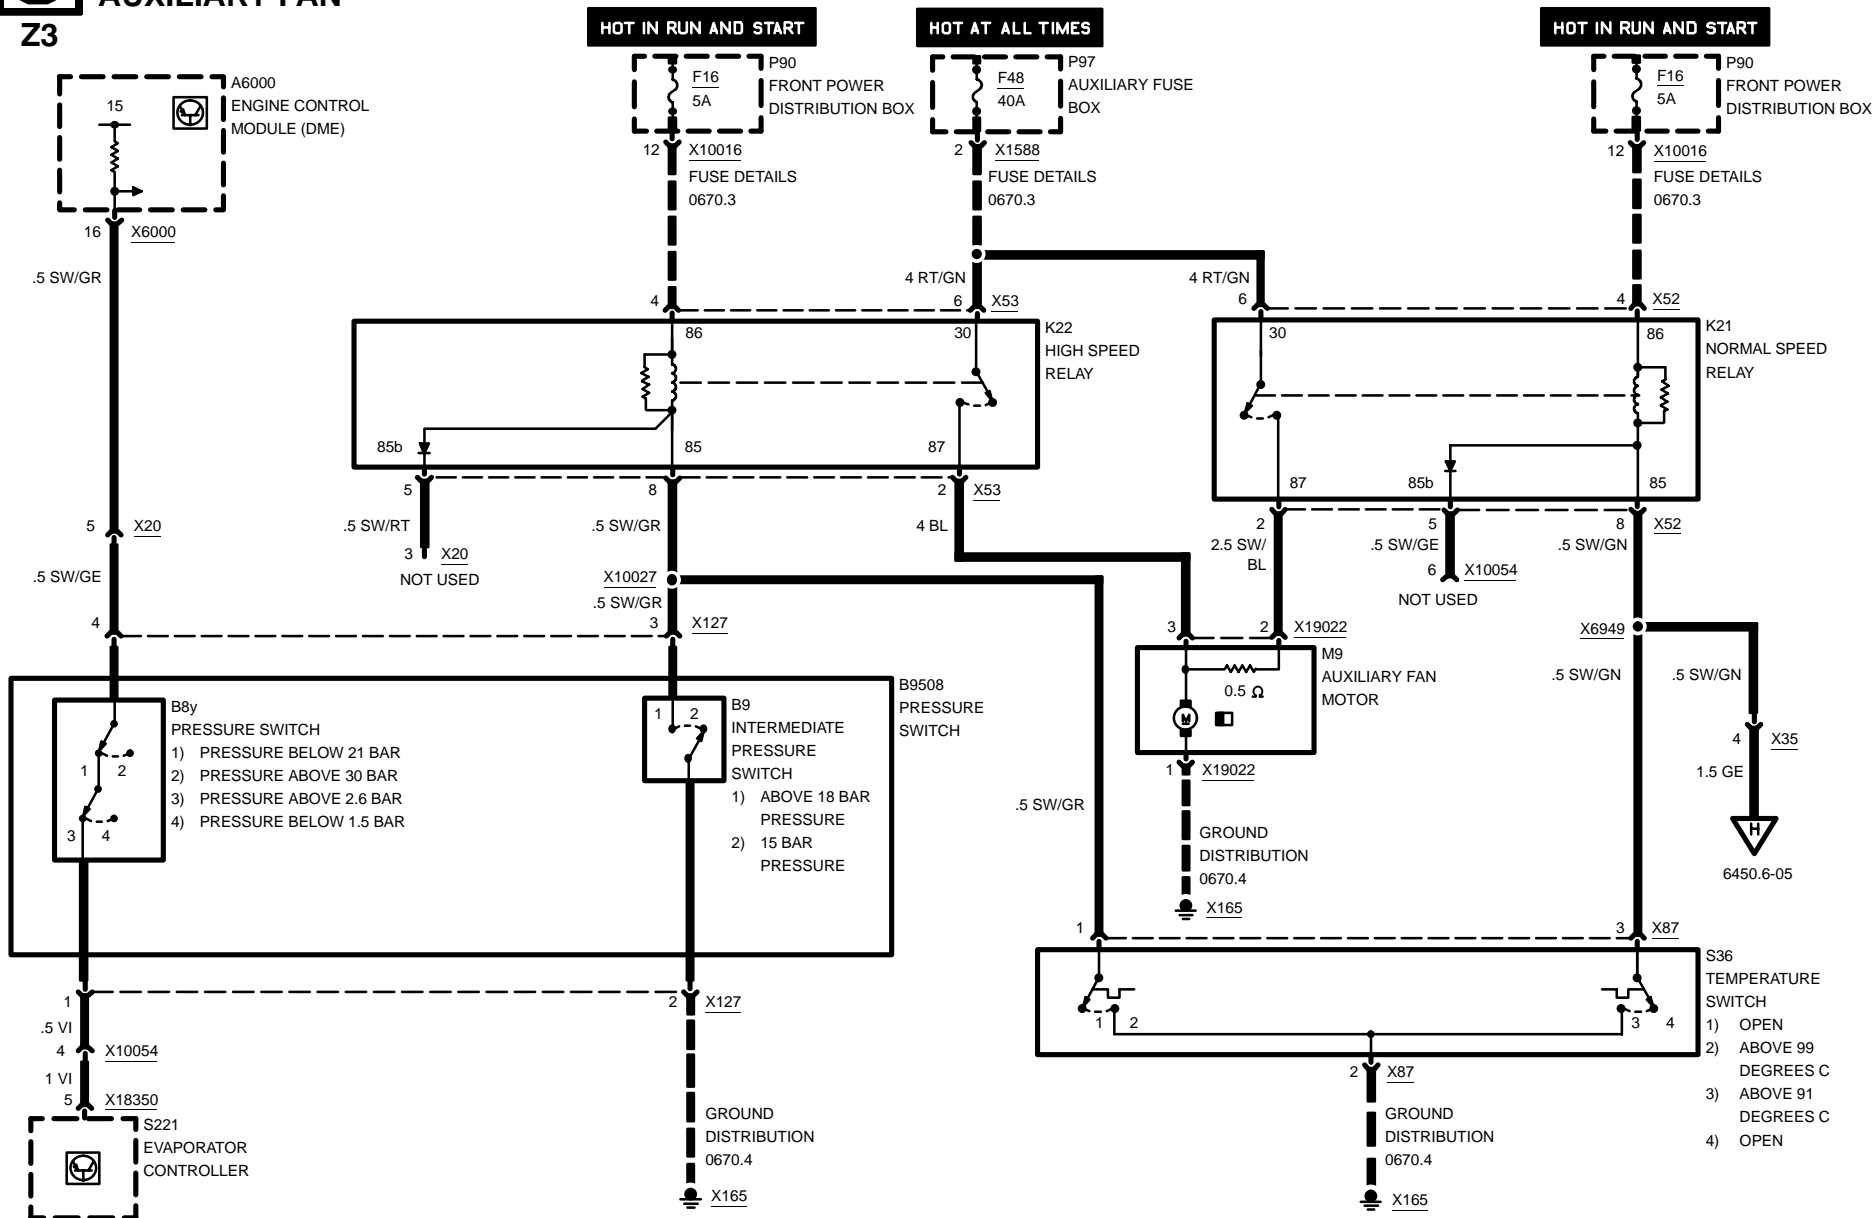 AUXILIARY FAN
Z3
HOT IN RUN AND START
HOT AT ALL TIMES
HOT IN RUN AND START
A6000
ENGINE CONTROL
MODULE (DME)
15
16
X6000
.5 SW/GR
5
X20
.5 SW/GE
4
F16
5A
P90
FRONT POWER
DISTRIBUTION BOX
12
X10016
FUSE DETAILS
0670.3
F48
40A
P97
AUXILIARY FUSE
BOX
2
X1588
FUSE DETAILS
0670.3
F16
5A
P90
FRONT POWER
DISTRIBUTION BOX
12
X10016
FUSE DETAILS
0670.3
4 RT/GN
4 RT/GN
4
6
X53
6
4
X52
86
30
K22
HIGH SPEED
RELAY
85b
85
87
30
86
K21
NORMAL SPEED
RELAY
87
85b
85
5
8
2
X53
.5 SW/RT
.5 SW/GR
4 BL
3
X20
NOT USED
X10027
.5 SW/GR
3
X127
2
5
8
X52
2.5 SW/
BL
.5 SW/GE
.5 SW/GN
6
X10054
NOT USED
3
2
X19022
X6949
M9
AUXILIARY FAN
MOTOR
0.5 Ω
M
.5 SW/GN
.5 SW/GN
1
X19022
4
X35
1.5 GE
H
6450.6-05
GROUND
DISTRIBUTION
0670.4
X165
.5 SW/GR
B9508
PRESSURE
SWITCH
B8y
PRESSURE SWITCH
1) PRESSURE BELOW 21 BAR
2) PRESSURE ABOVE 30 BAR
3) PRESSURE ABOVE 2.6 BAR
4) PRESSURE BELOW 1.5 BAR
1 2
3 4
1 2
B9
INTERMEDIATE
PRESSURE
SWITCH
1) ABOVE 18 BAR
PRESSURE
2) 15 BAR
PRESSURE
1
3
X87
S36
TEMPERATURE
SWITCH
1) OPEN
2) ABOVE 99
DEGREES C
3) ABOVE 91
DEGREES C
4) OPEN
1 2
3 4
1
2
X127
.5 VI
4
X10054
1 VI
5
X18350
S221
EVAPORATOR
CONTROLLER
GROUND
DISTRIBUTION
0670.4
X165
2
X87
GROUND
DISTRIBUTION
0670.4
X165